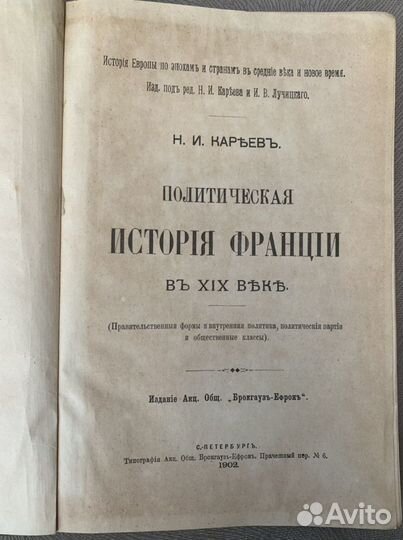 Исторія Европы по эпохамъ и странамъ въ средніе вѣка и новое время.
Изд. подъ ред. Н. И. Карѣева и И. В. Лучицкаго.
Н. И. КАРѢЕВЪ.
ПОЛИТИЧЕСКАЯ
ИСТОРІЯ ФРАНЦІИ
ВЪ XIX ВѢКѢ.
(Правительственныя формы и внутренняя политика, политическія партіи
и общественные классы).
Изданіе Акц. Общ. „Брокгаузъ-Ефронъ".
С.-ПЕТЕРБУРГЪ.
Типографія Акц. Общ. Брокгаузъ-Ефронъ. Прачешный пер. № 6.
1902.
Avito